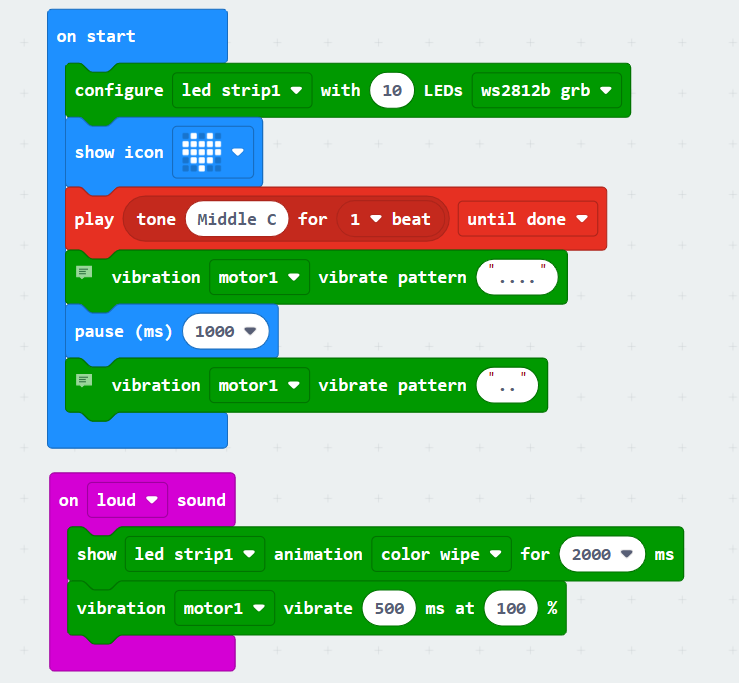 on start
configure led strip1 with 10 LEDs ws2812b grb
show icon
play tone Middle C for 1 beat until done
vibration motor1 vibrate pattern "...."
pause (ms) 1000
vibration motor1 vibrate pattern ".."
on loud sound
show led strip1 animation color wipe for 2000 ms
vibration motor1 vibrate 500 ms at 100 %